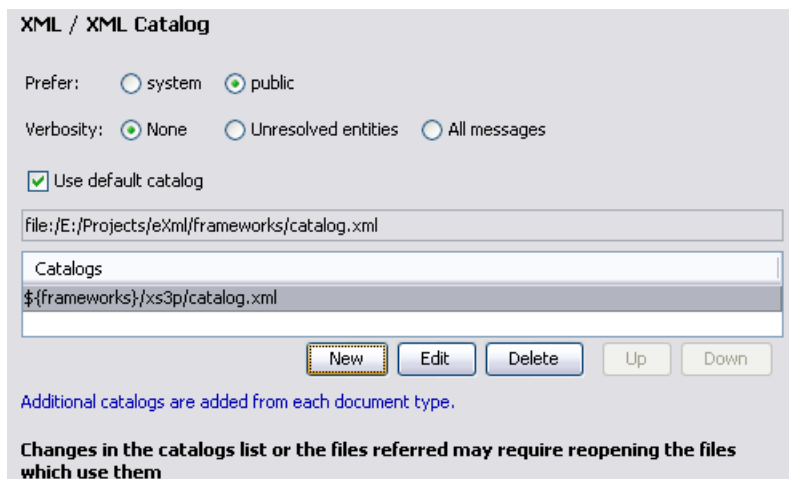 XML / XML Catalog
Prefer: system public
Verbosity: None Unresolved entities All messages
Use default catalog
file:/E:/Projects/eXml/frameworks/catalog.xml
Catalogs
${frameworks}/xs3p/catalog.xml
New Edit Delete Up Down
Additional catalogs are added from each document type.
Changes in the catalogs list or the files referred may require reopening the files
which use them